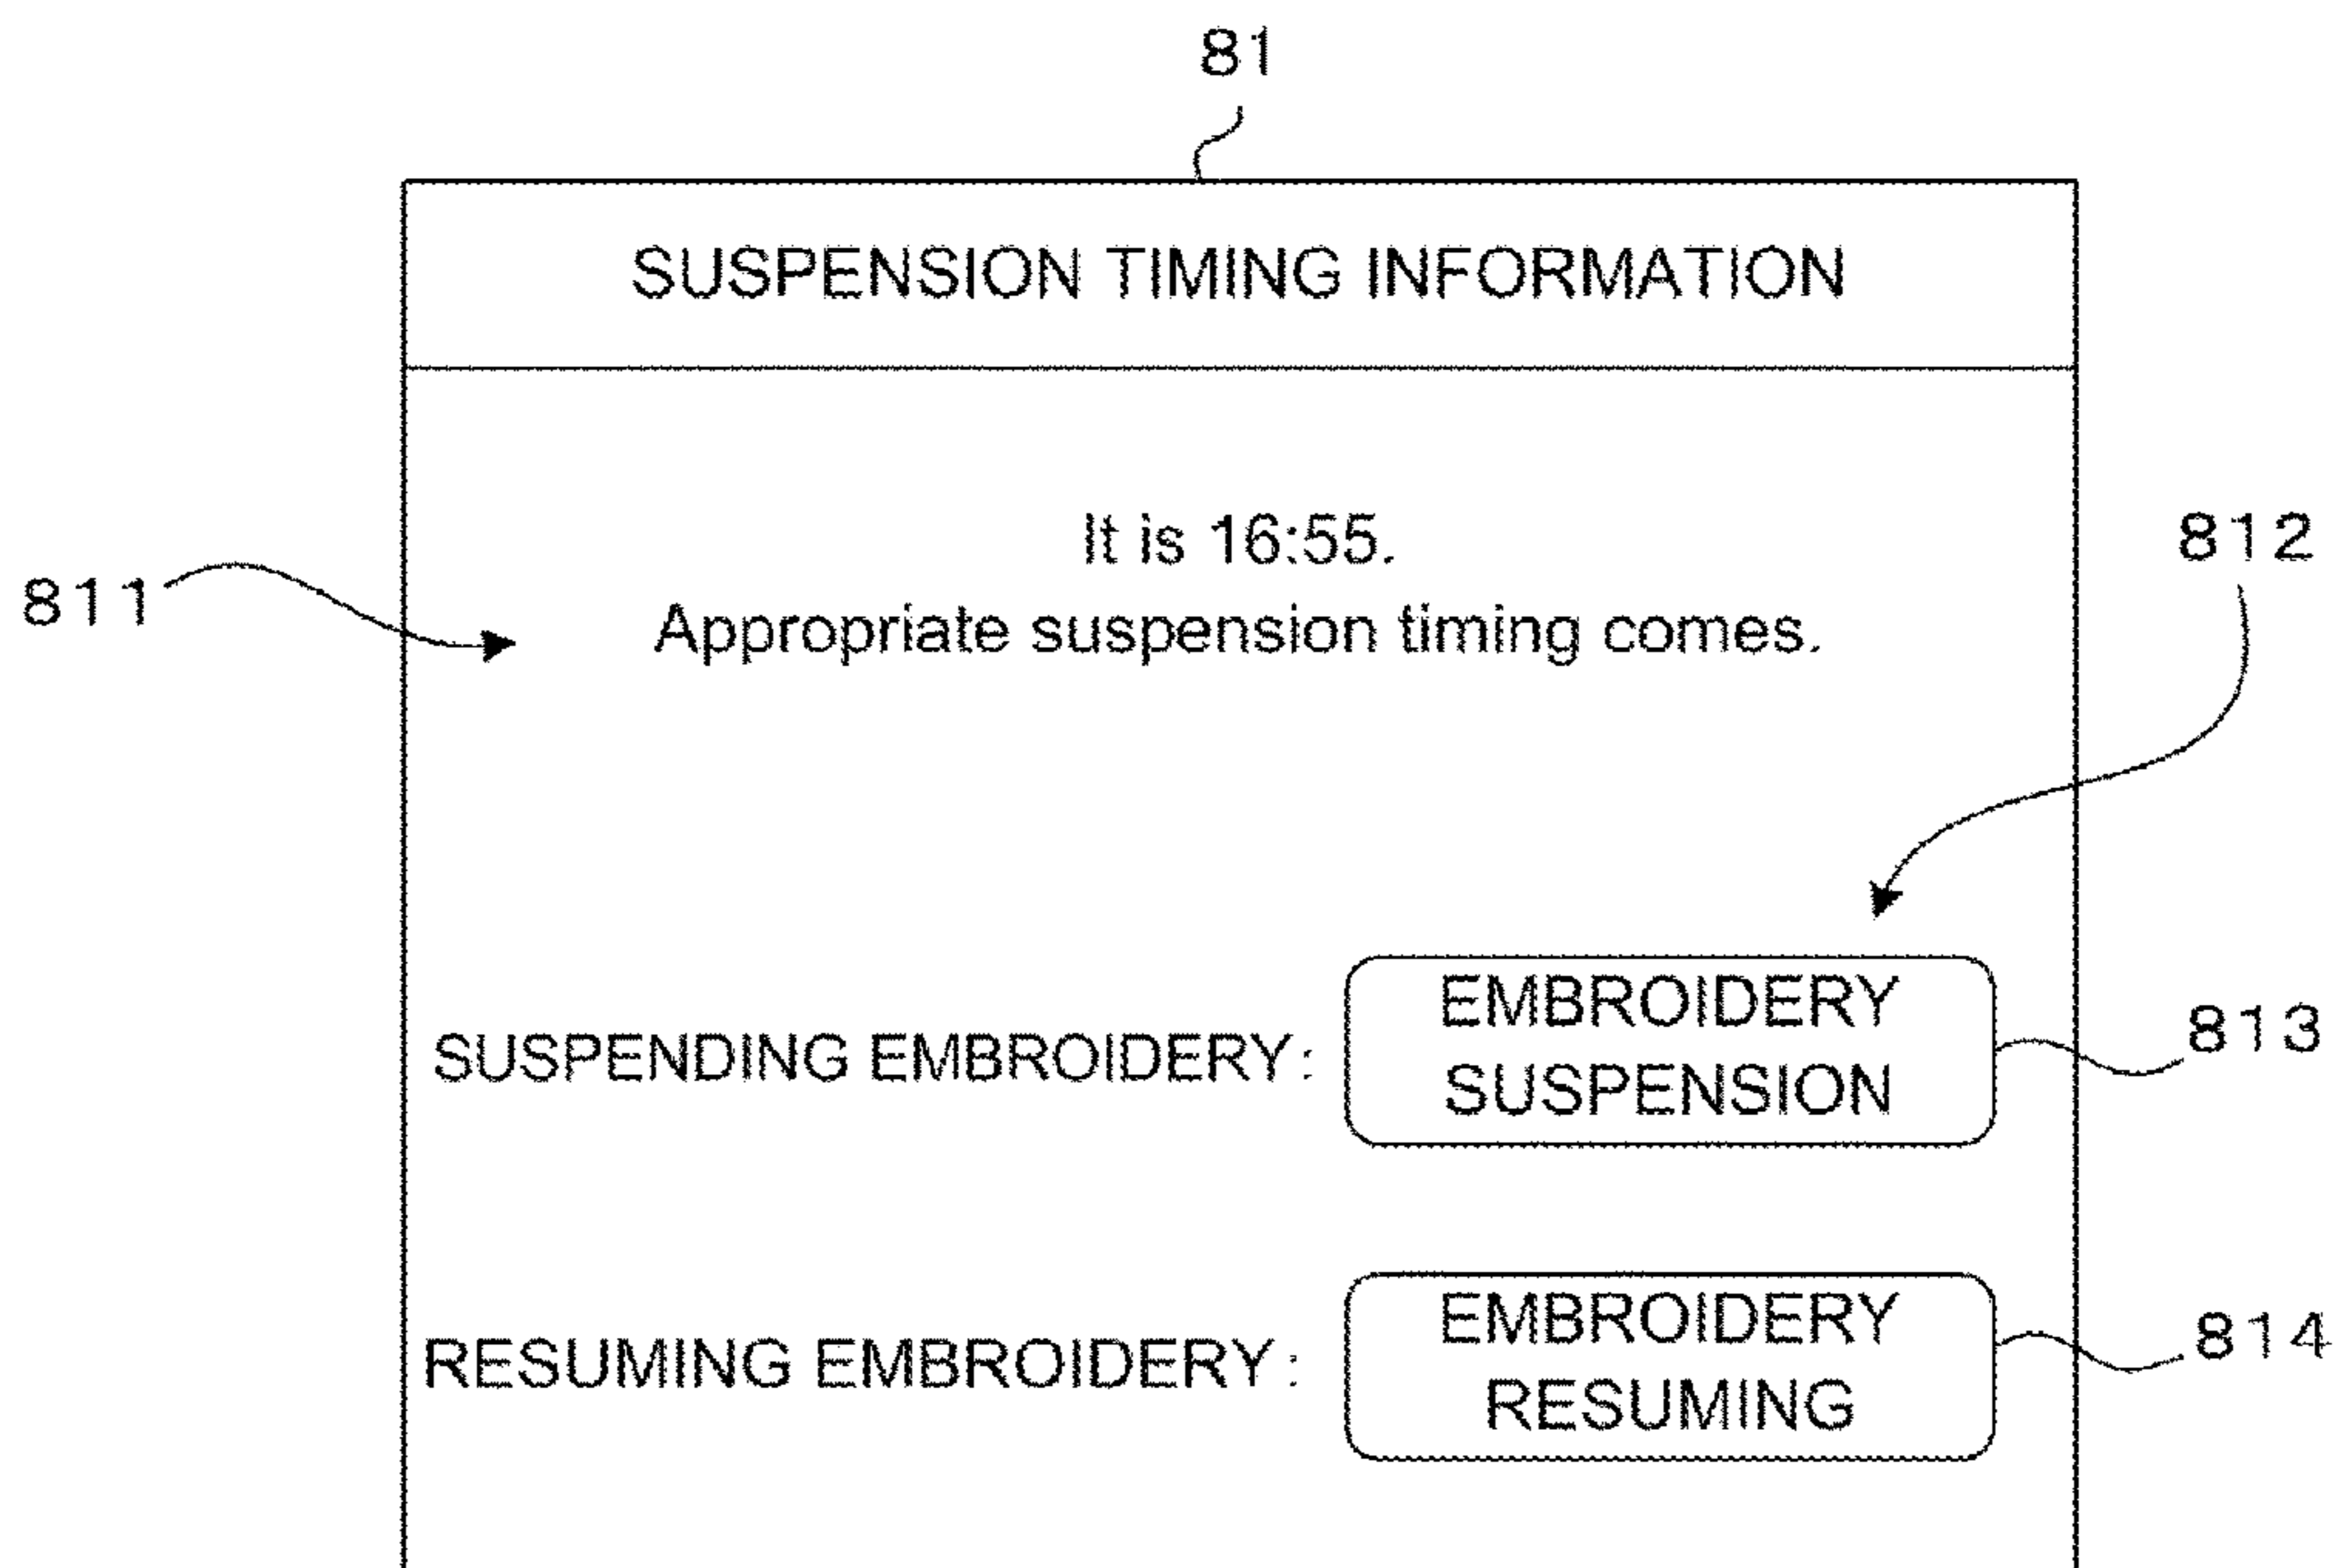 81
SUSPENSION TIMING INFORMATION
It is 16:55.
812
811
Appropriate suspension timing comes.
EMBROIDERY
SUSPENSION
SUSPENDING EMBROIDERY:
813
EMBROIDERY
RESUMING
RESUMING EMBROIDERY:
814